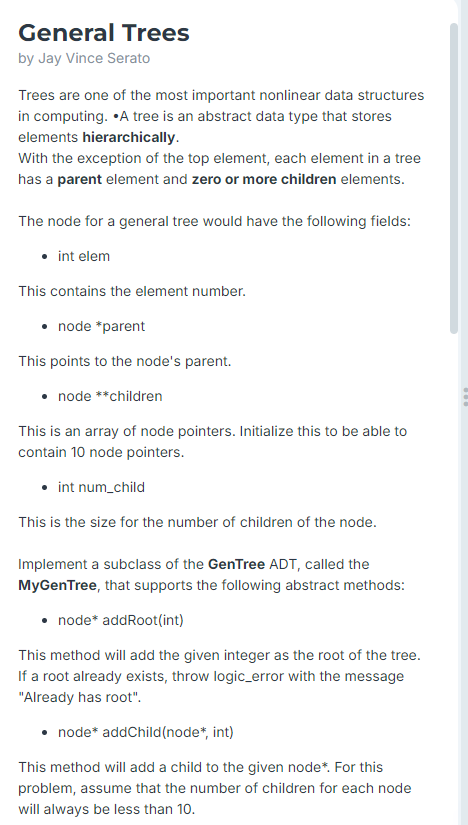 General Trees
by Jay Vince Serato
Trees are one of the most important nonlinear data structures
in computing. •A tree is an abstract data type that stores
elements hierarchically.
With the exception of the top element, each element in a tree
has a parent element and zero or more children elements.
The node for a general tree would have the following fields:
• int elem
This contains the element number.
• node *parent
This points to the node's parent.
• node **children
This is an array of node pointers. Initialize this to be able to
contain 10 node pointers.
• int num_child
This is the size for the number of children of the node.
Implement a subclass of the GenTree ADT, called the
MyGenTree, that supports the following abstract methods:
• node* addRoot(int)
This method will add the given integer as the root of the tree.
If a root already exists, throw logic_error with the message
"Already has root".
• node* addChild(node*, int)
This method will add a child to the given node*. For this
problem, assume that the number of children for each node
will always be less than 10.